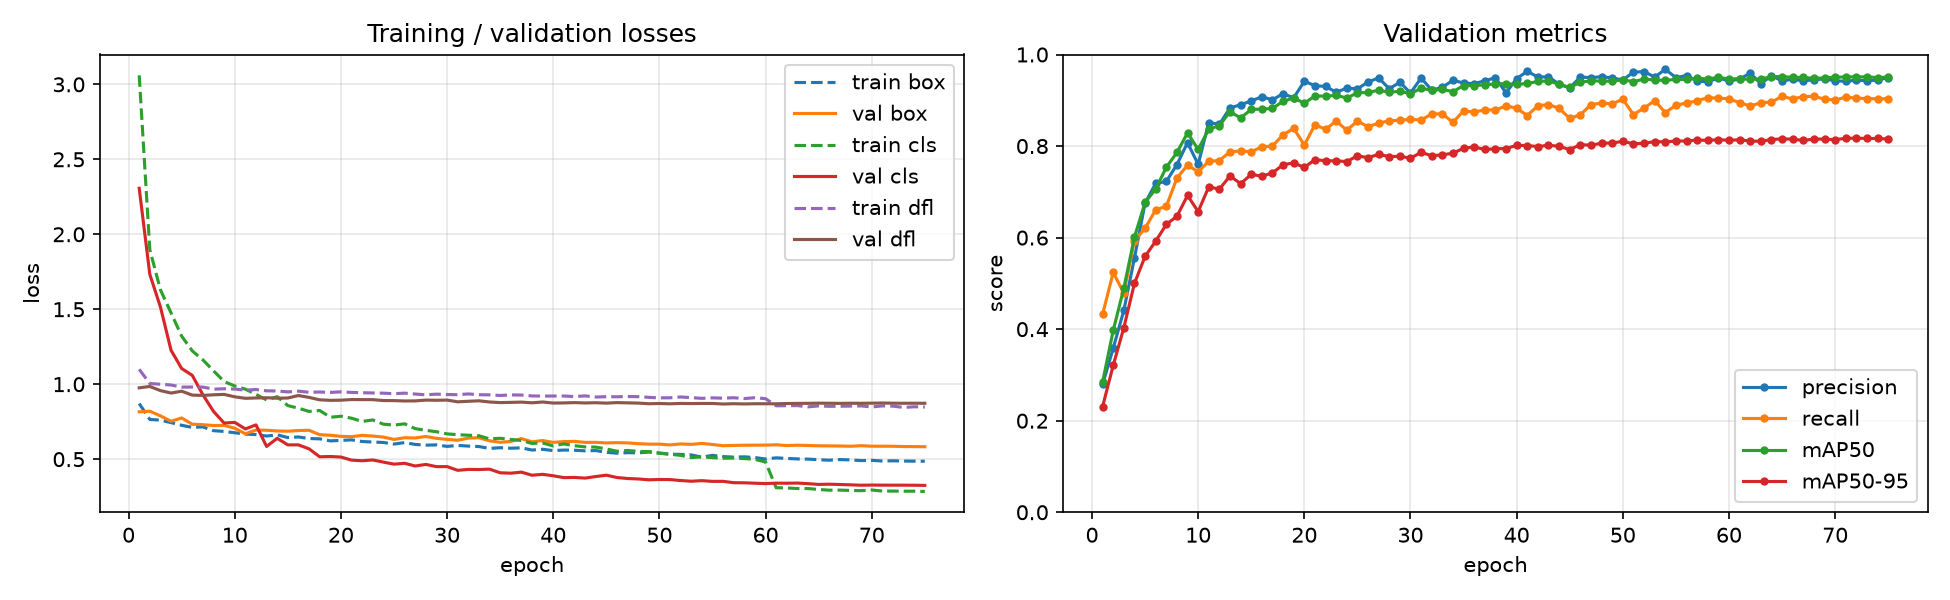 Training / validation losses
loss
3.0
2.5
2.0
1.5
1.0
0.5
0
10
20
30
40
50
60
70
epoch
train box
val box
train cls
val cls
train dfl
val dfl
Validation metrics
score
1.0
0.8
0.6
0.4
0.2
0.0
0
10
20
30
40
50
60
70
epoch
precision
recall
mAP50
mAP50-95